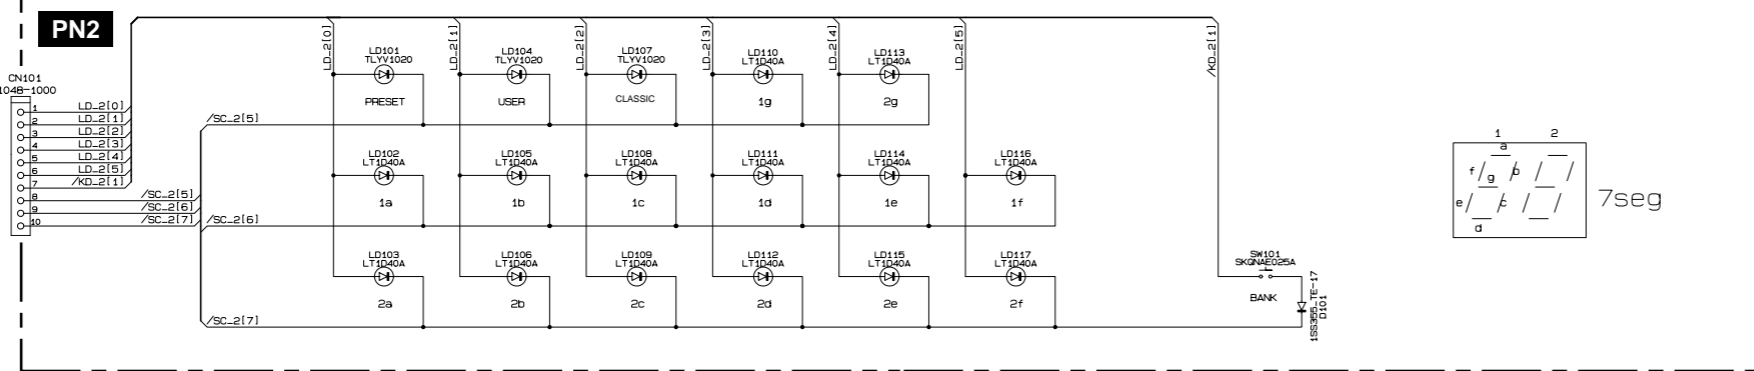 PN2
CN101
1048-1000
1 LD_2[0]
2 LD_2[1]
3 LD_2[2]
4 LD_2[3]
5 LD_2[4]
6 LD_2[5]
7 /KD_2[1]
8 /SC_2[5]
9 /SC_2[6]
10 /SC_2[7]
LD_2[0] LD_2[1] LD_2[2] LD_2[3] LD_2[4] LD_2[5] /KD_2[1]
LD101 LD104 LD107 LD110 LD113
TLYV1020 TLYV1020 TLYV1020 LT1D40A LT1D40A
PRESET USER CLASSIC 1g 2g
/SC_2[5]
LD102 LD105 LD108 LD111 LD114 LD116
LT1D40A LT1D40A LT1D40A LT1D40A LT1D40A LT1D40A
1a 1b 1c 1d 1e 1f
/SC_2[6]
LD103 LD106 LD109 LD112 LD115 LD117
LT1D40A LT1D40A LT1D40A LT1D40A LT1D40A LT1D40A
2a 2b 2c 2d 2e 2f
/SC_2[7]
SW101
SKQNAE025A
BANK
1SS355_TE-17
D101
1 2
a
f g b
e c
d
7seg